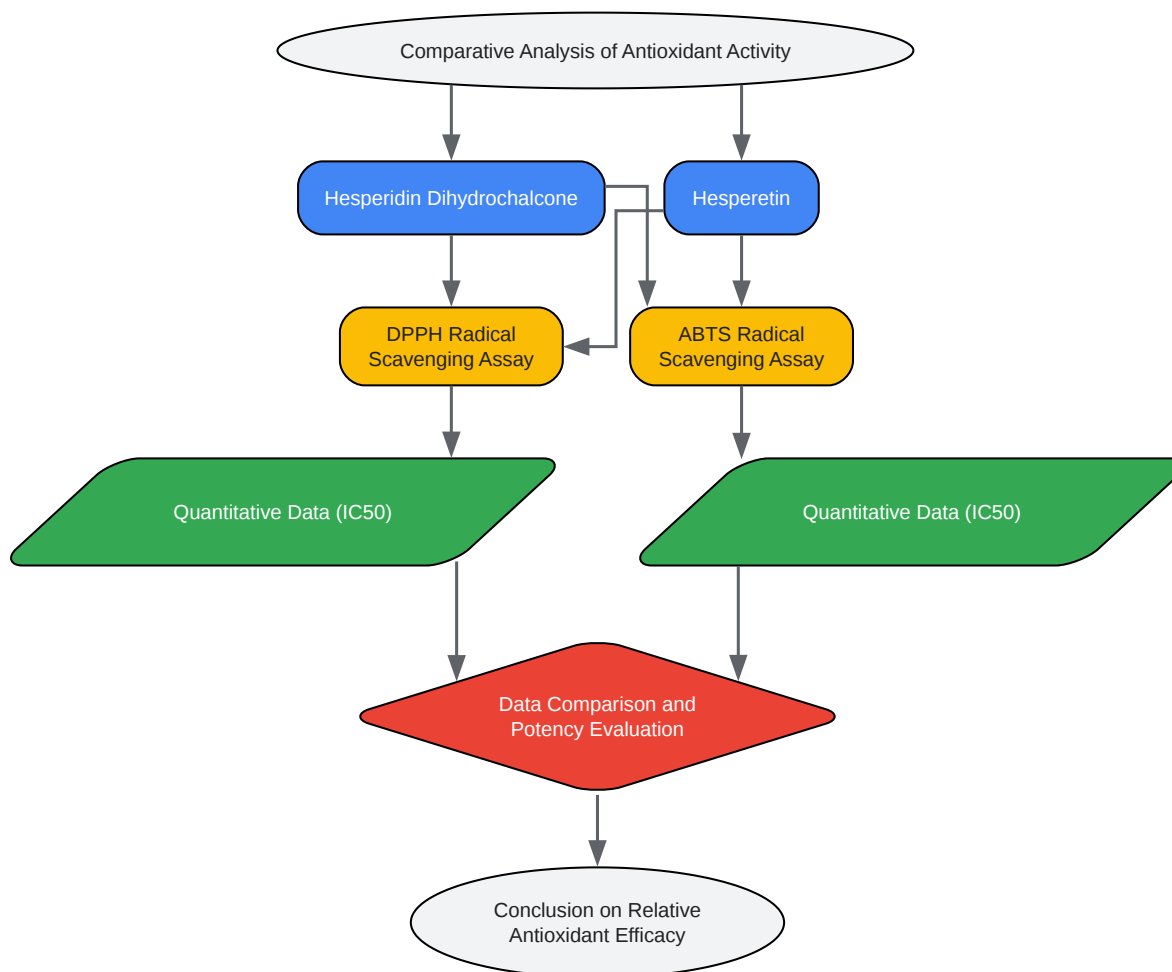 Comparative Analysis of Antioxidant Activity
Hesperidin Dihydrochalcone
Hesperetin
DPPH Radical
Scavenging Assay
ABTS Radical
Scavenging Assay
Quantitative Data (IC50)
Quantitative Data (IC50)
Data Comparison and
Potency Evaluation
Conclusion on Relative
Antioxidant Efficacy